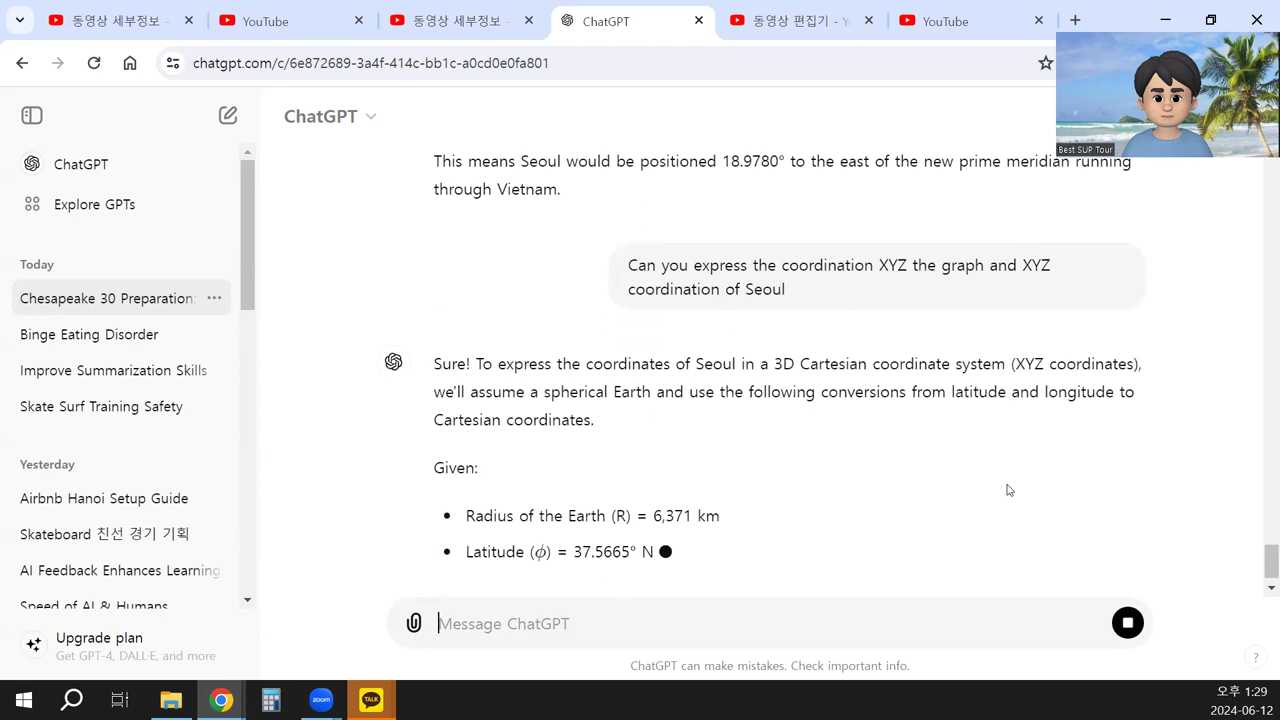 동영상 세부정보 -
YouTube
동영상 세부정보 -
ChatGPT
동영상 편집기 - Yo
YouTube
chatgpt.com/c/6e872689-3a4f-414c-bb1c-a0cd0e0fa801
Best SUP Tour
ChatGPT
Explore GPTs
Today
Chesapeake 30 Preparation
Binge Eating Disorder
Improve Summarization Skills
Skate Surf Training Safety
Yesterday
Airbnb Hanoi Setup Guide
Skateboard 친선 경기 기획
AI Feedback Enhances Learning
Speed of AI & Humans
Upgrade plan
Get GPT-4, DALL·E, and more
ChatGPT
This means Seoul would be positioned 18.9780° to the east of the new prime meridian running
through Vietnam.
Can you express the coordination XYZ the graph and XYZ
coordination of Seoul
Sure! To express the coordinates of Seoul in a 3D Cartesian coordinate system (XYZ coordinates),
we'll assume a spherical Earth and use the following conversions from latitude and longitude to
Cartesian coordinates.
Given:
• Radius of the Earth (R) = 6,371 km
• Latitude (ϕ) = 37.5665° N
Message ChatGPT
ChatGPT can make mistakes. Check important info.
?
zoom
TALK
오후 1:29
2024-06-12